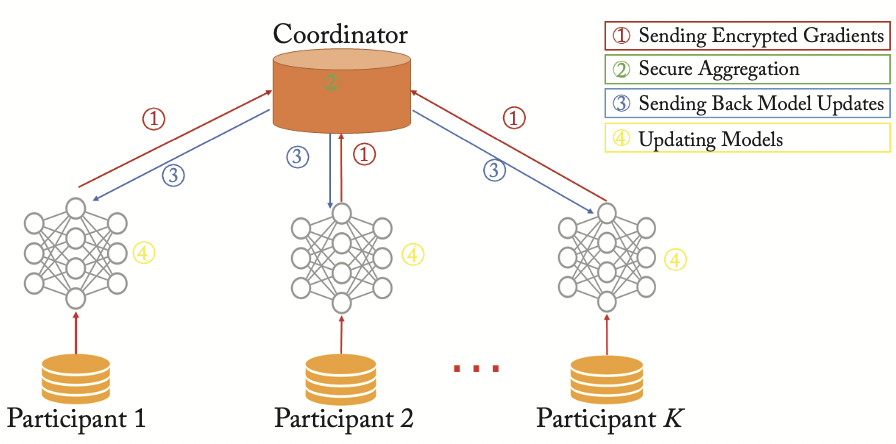 Coordinator
① Sending Encrypted Gradients
② Secure Aggregation
③ Sending Back Model Updates
④ Updating Models
②
①
③
③
①
①
③
④
④
④
...
Participant 1
Participant 2
Participant K